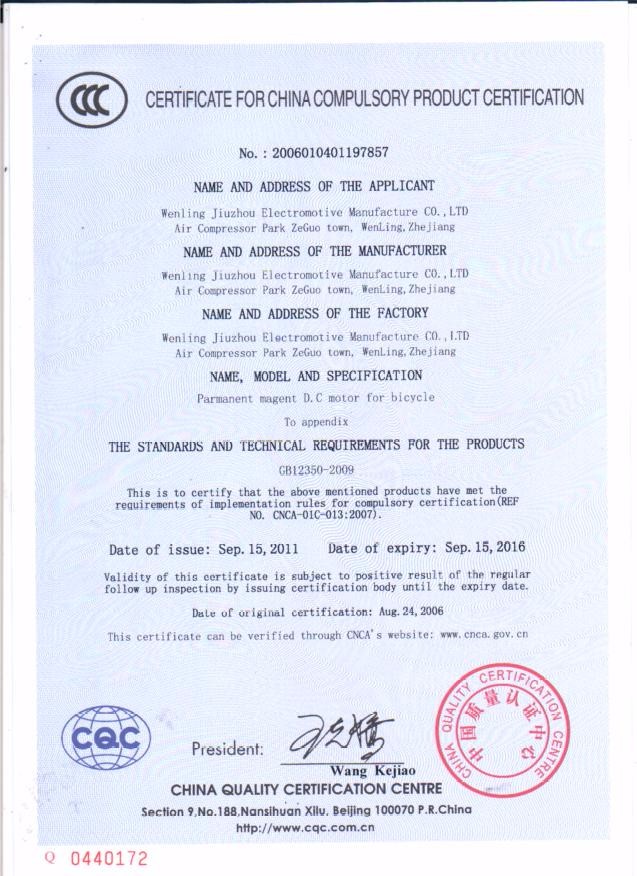 CCC
CERTIFICATE FOR CHINA COMPULSORY PRODUCT CERTIFICATION
No. : 2006010401197857
NAME AND ADDRESS OF THE APPLICANT
Wenling Jiuzhou Electromotive Manufacture CO.,LTD
Air Compressor Park ZeGuo town, WenLing,Zhejiang
NAME AND ADDRESS OF THE MANUFACTURER
Wenling Jiuzhou Electromotive Manufacture CO.,LTD
Air Compressor Park ZeGuo town, WenLing,Zhejiang
NAME AND ADDRESS OF THE FACTORY
Wenling Jiuzhou Electromotive Manufacture CO.,LTD
Air Compressor Park ZeGuo town, WenLing,Zhejiang
NAME, MODEL AND SPECIFICATION
Parmanent magent D.C motor for bicycle
To appendix
THE STANDARDS AND TECHNICAL REQUIREMENTS FOR THE PRODUCTS
GB12350-2009
This is to certify that the above mentioned products have met the
requirements of implementation rules for compulsory certification(REF
NO. CNCA-01C-013:2007).
Date of issue: Sep.15,2011 Date of expiry: Sep.15,2016
Validity of this certificate is subject to positive result of the regular
follow up inspection by issuing certification body until the expiry date.
Date of original certification: Aug.24,2006
This certificate can be verified through CNCA's website: www.cnca.gov.cn
CQC
President:
Wang Kejiao
CHINA QUALITY CERTIFICATION CENTRE
中国质量认证中心
CHINA QUALITY CERTIFICATION CENTRE
Section 9,No.188,Nansihuan Xilu, Beijing 100070 P.R.China
http://www.cqc.com.cn
Q 0440172